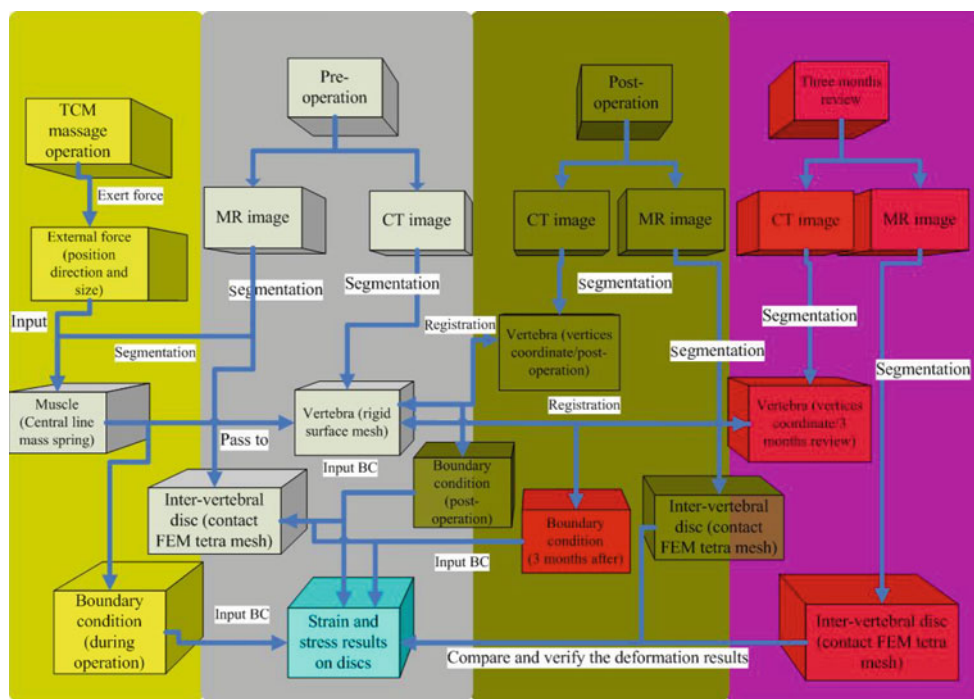 TCM
massage
operation
Exert force
External force
(position
direction and
size)
Input
Segmentation
Muscle
(Central line
mass spring)
Boundary
condition
(during
operation)
Input BC
Pre-
operation
MR image
CT image
Segmentation
Segmentation
Pass to
Vertebra (rigid
surface mesh)
Input BC
Inter-vertebral
disc (contact
FEM tetra mesh)
Strain and
stress results
on discs
Post-
operation
CT image
MR image
Segmentation
Registration
Vertebra (vertices
coordinate/post-
operation)
Segmentation
Registration
Boundary
condition
(post-
operation)
Boundary
condition
(3 months after)
Input BC
Inter-vertebral
disc (contact
FEM tetra mesh)
Compare and verify the deformation results
Three months
review
CT image
MR image
Segmentation
Segmentation
Vertebra (vertices
coordinate/3
months review)
Inter-vertebral disc
(contact FEM tetra
mesh)